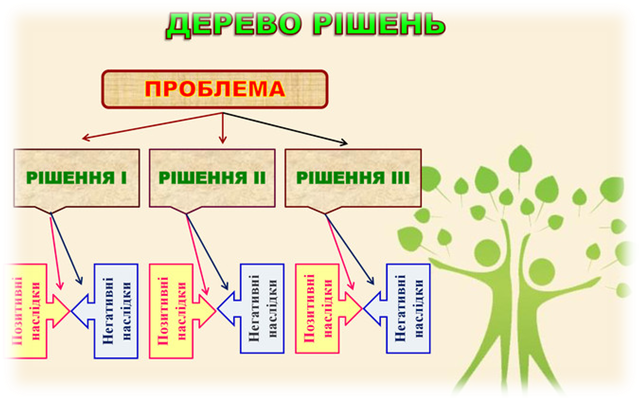 ДЕРЕВО РІШЕНЬ
ПРОБЛЕМА
РІШЕННЯ І
РІШЕННЯ ІІ
РІШЕННЯ ІІІ
Позитивні
наслідки
Негативні
наслідки
Позитивні
наслідки
Негативні
наслідки
Позитивні
наслідки
Негативні
наслідки